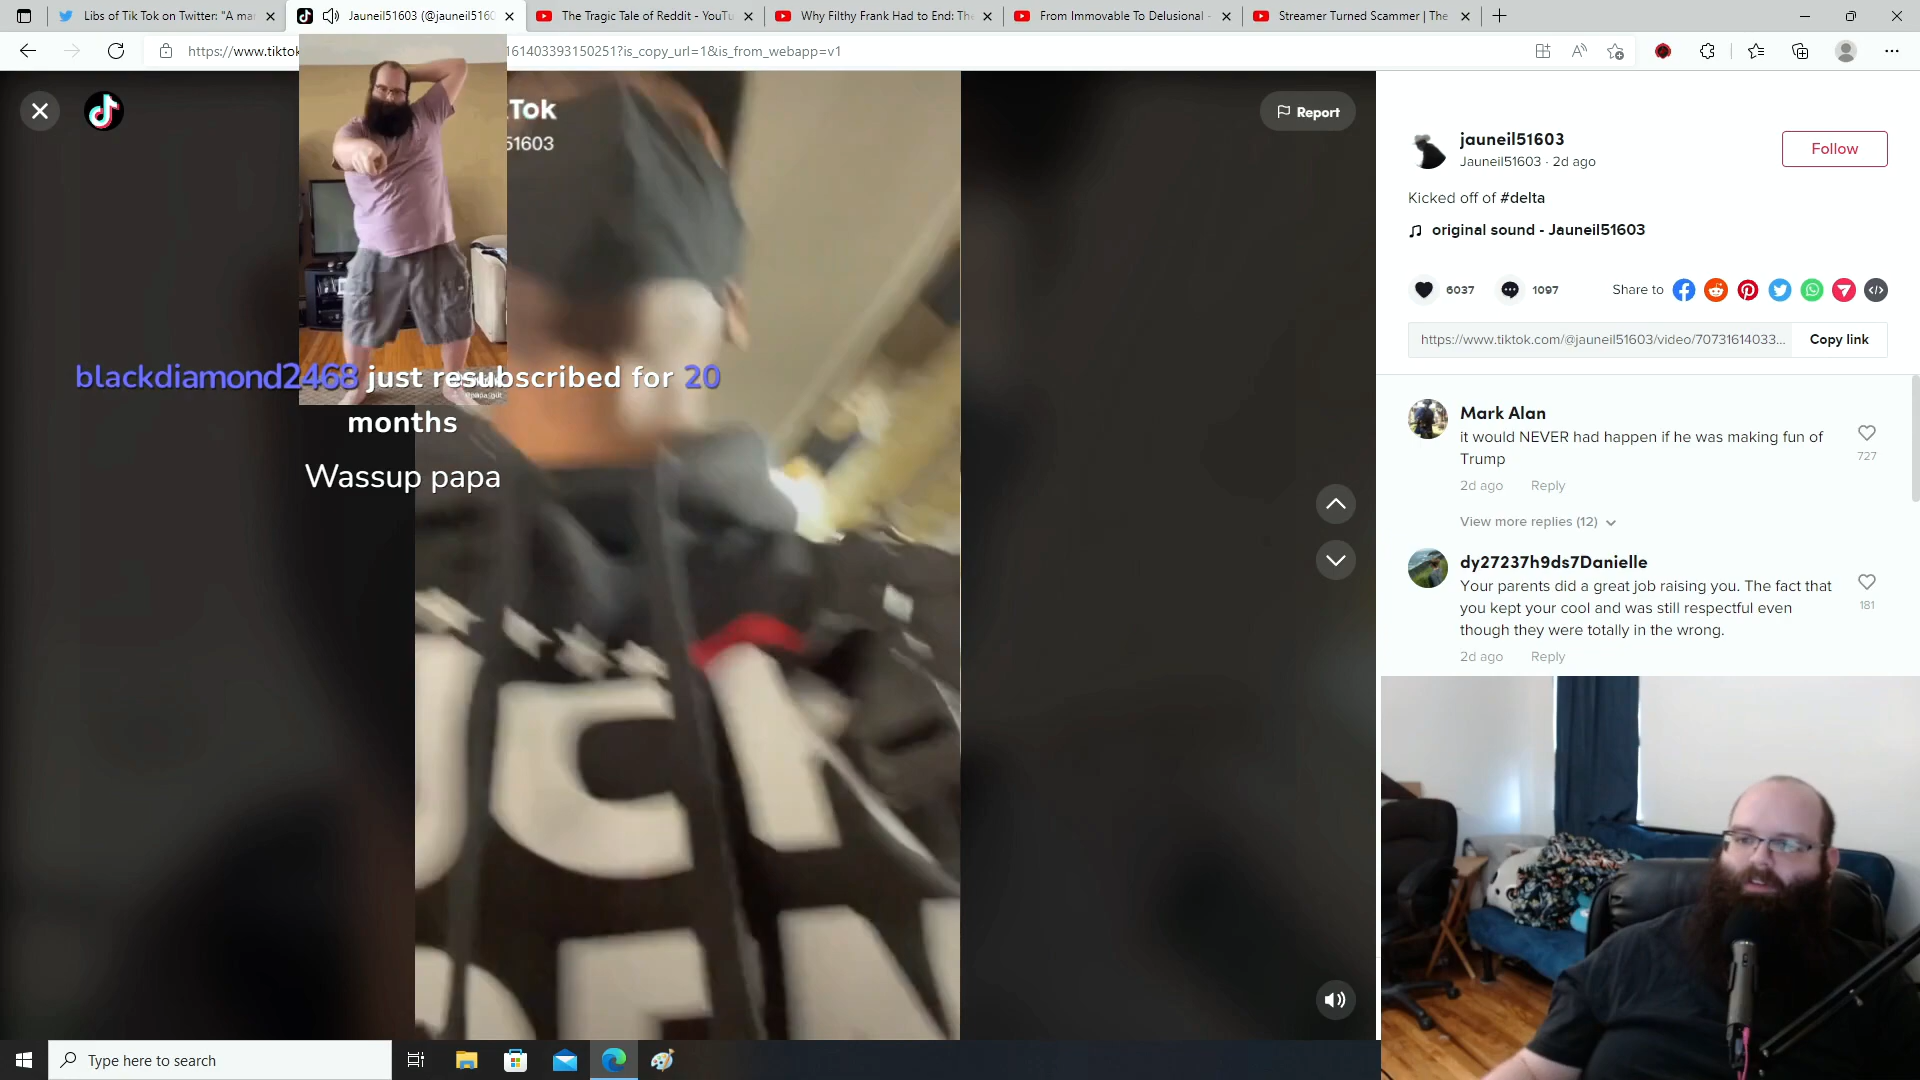 Libs of Tik Tok on Twitter: "A ma
Jauneil51603 (@jauneil5160
The Tragic Tale of Reddit - YouTu
Why Filthy Frank Had to End: The
From Immovable To Delusional -
Streamer Turned Scammer | The
https://www.tiktok
161403393150251?is_copy_url=1&is_from_webapp=v1
Tok
51603
Report
jauneil51603
Jauneil51603 · 2d ago
Follow
Kicked off of #delta
original sound - Jauneil51603
6037
1097
Share to
https://www.tiktok.com/@jauneil51603/video/70731614033...
Copy link
blackdiamond2468 just resubscribed for 20
months
Wassup papa
Mark Alan
it would NEVER had happen if he was making fun of
Trump
727
2d ago
Reply
View more replies (12)
dy27237h9ds7Danielle
Your parents did a great job raising you. The fact that
you kept your cool and was still respectful even
though they were totally in the wrong.
181
2d ago
Reply
Type here to search